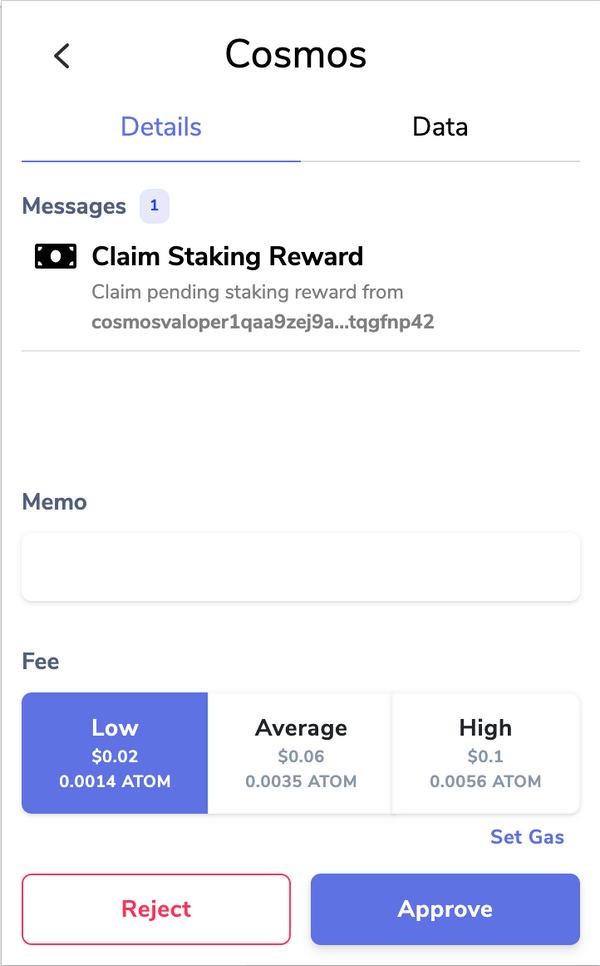 Cosmos
Details
Data
Messages 1
Claim Staking Reward
Claim pending staking reward from
cosmosvaloper1qaa9zej9a...tqgfnp42
Memo
Fee
Low
$0.02
0.0014 ATOM
Average
$0.06
0.0035 ATOM
High
$0.1
0.0056 ATOM
Set Gas
Reject
Approve